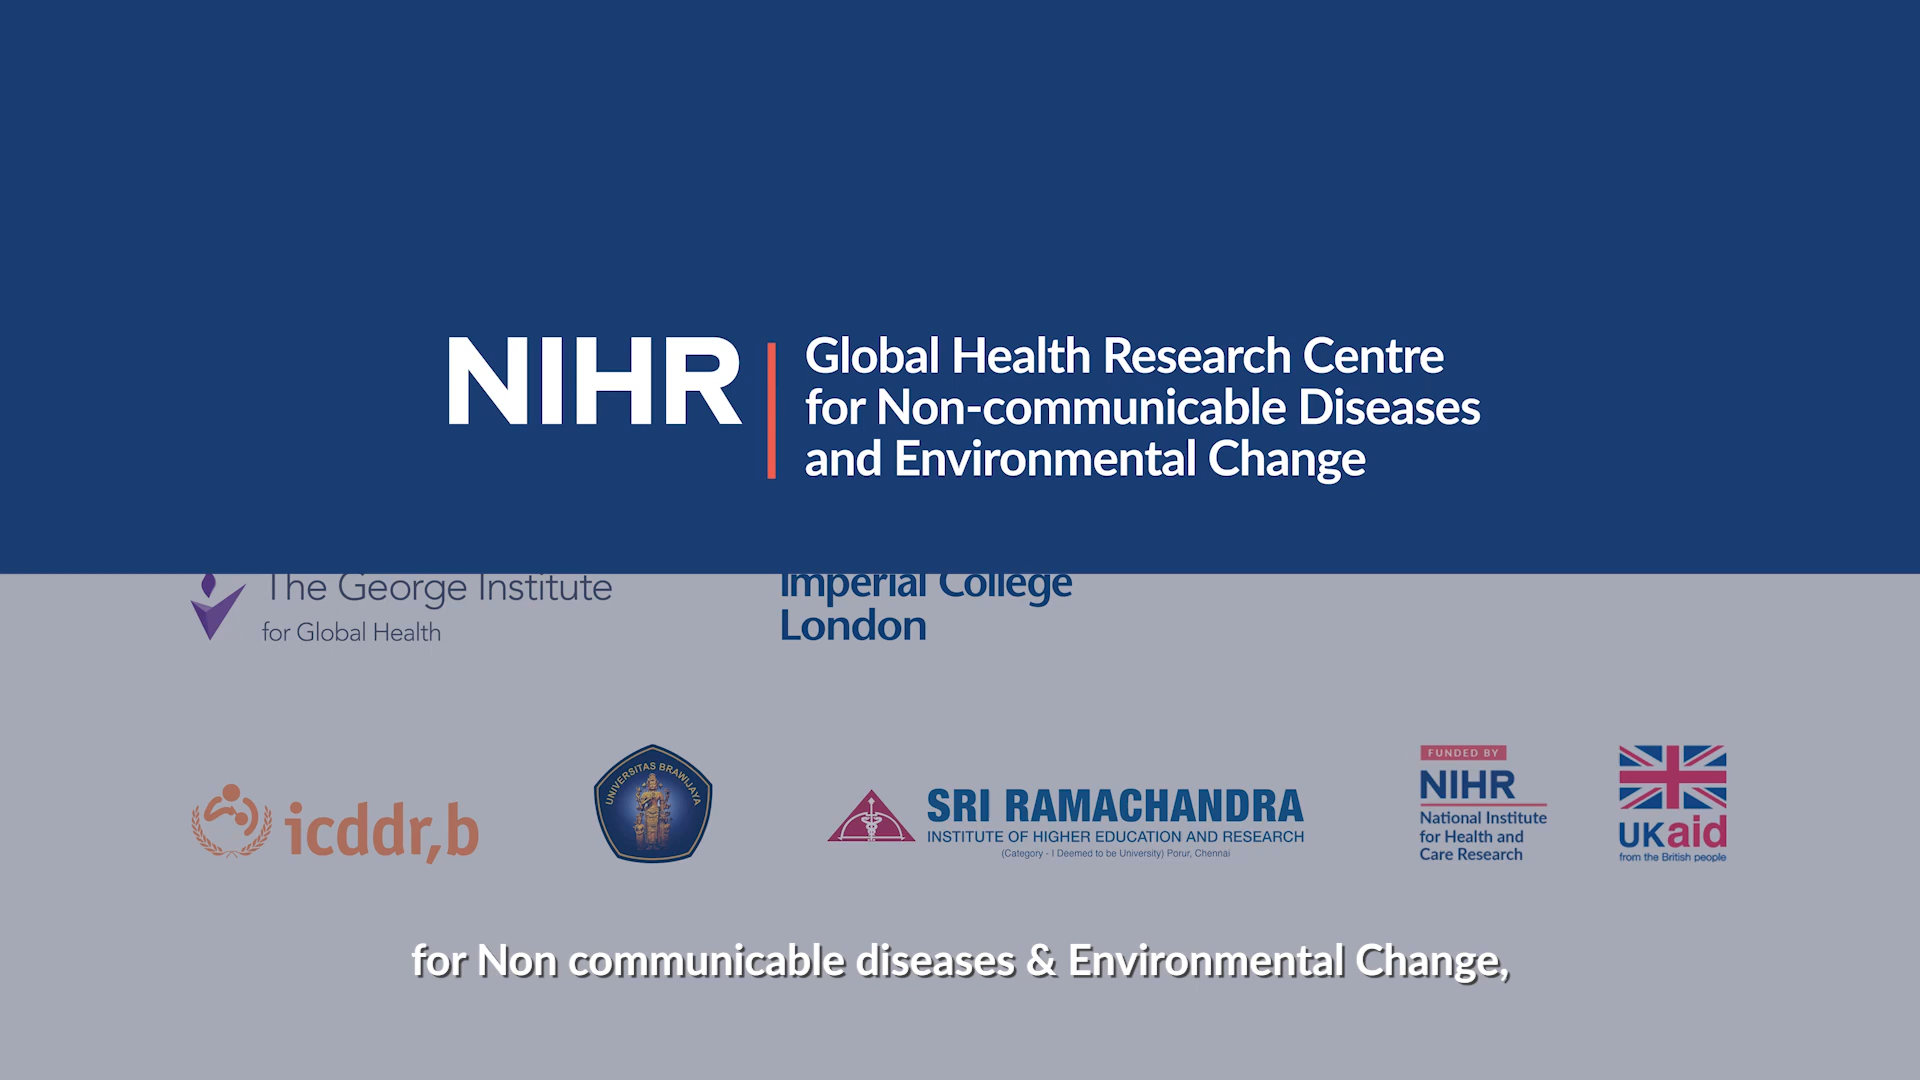 NIHR
Global Health Research Centre
for Non-communicable Diseases
and Environmental Change
The George Institute
for Global Health
Imperial College
London
icddr,b
UNIVERSITAS BRAWIJAYA
SRI RAMACHANDRA
INSTITUTE OF HIGHER EDUCATION AND RESEARCH
(Category - I Deemed to be University) Porur, Chennai
FUNDED BY
NIHR
National Institute
for Health and
Care Research
UKaid
from the British people
for Non communicable diseases & Environmental Change,